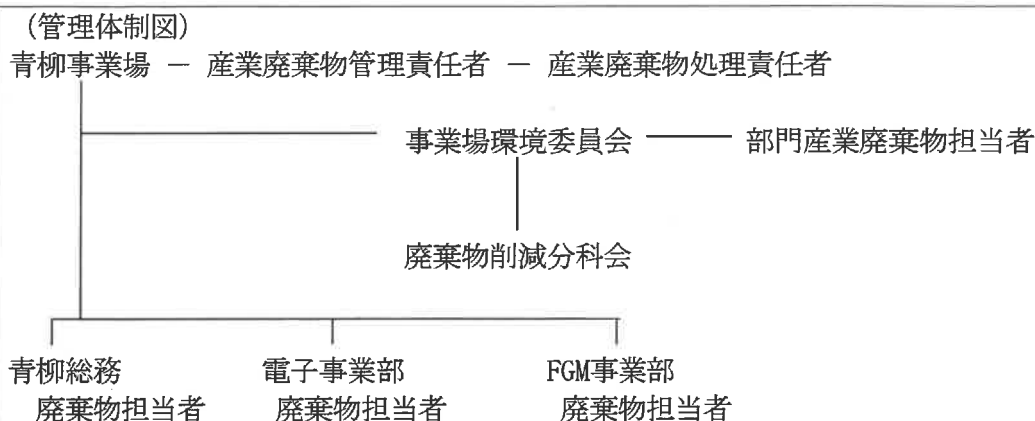 (管理体制図)
青柳事業場 － 産業廃棄物管理責任者 － 産業廃棄物処理責任者
事業場環境委員会 部門産業廃棄物担当者
廃棄物削減分科会
青柳総務 電子事業部 FGM事業部
廃棄物担当者 廃棄物担当者 廃棄物担当者